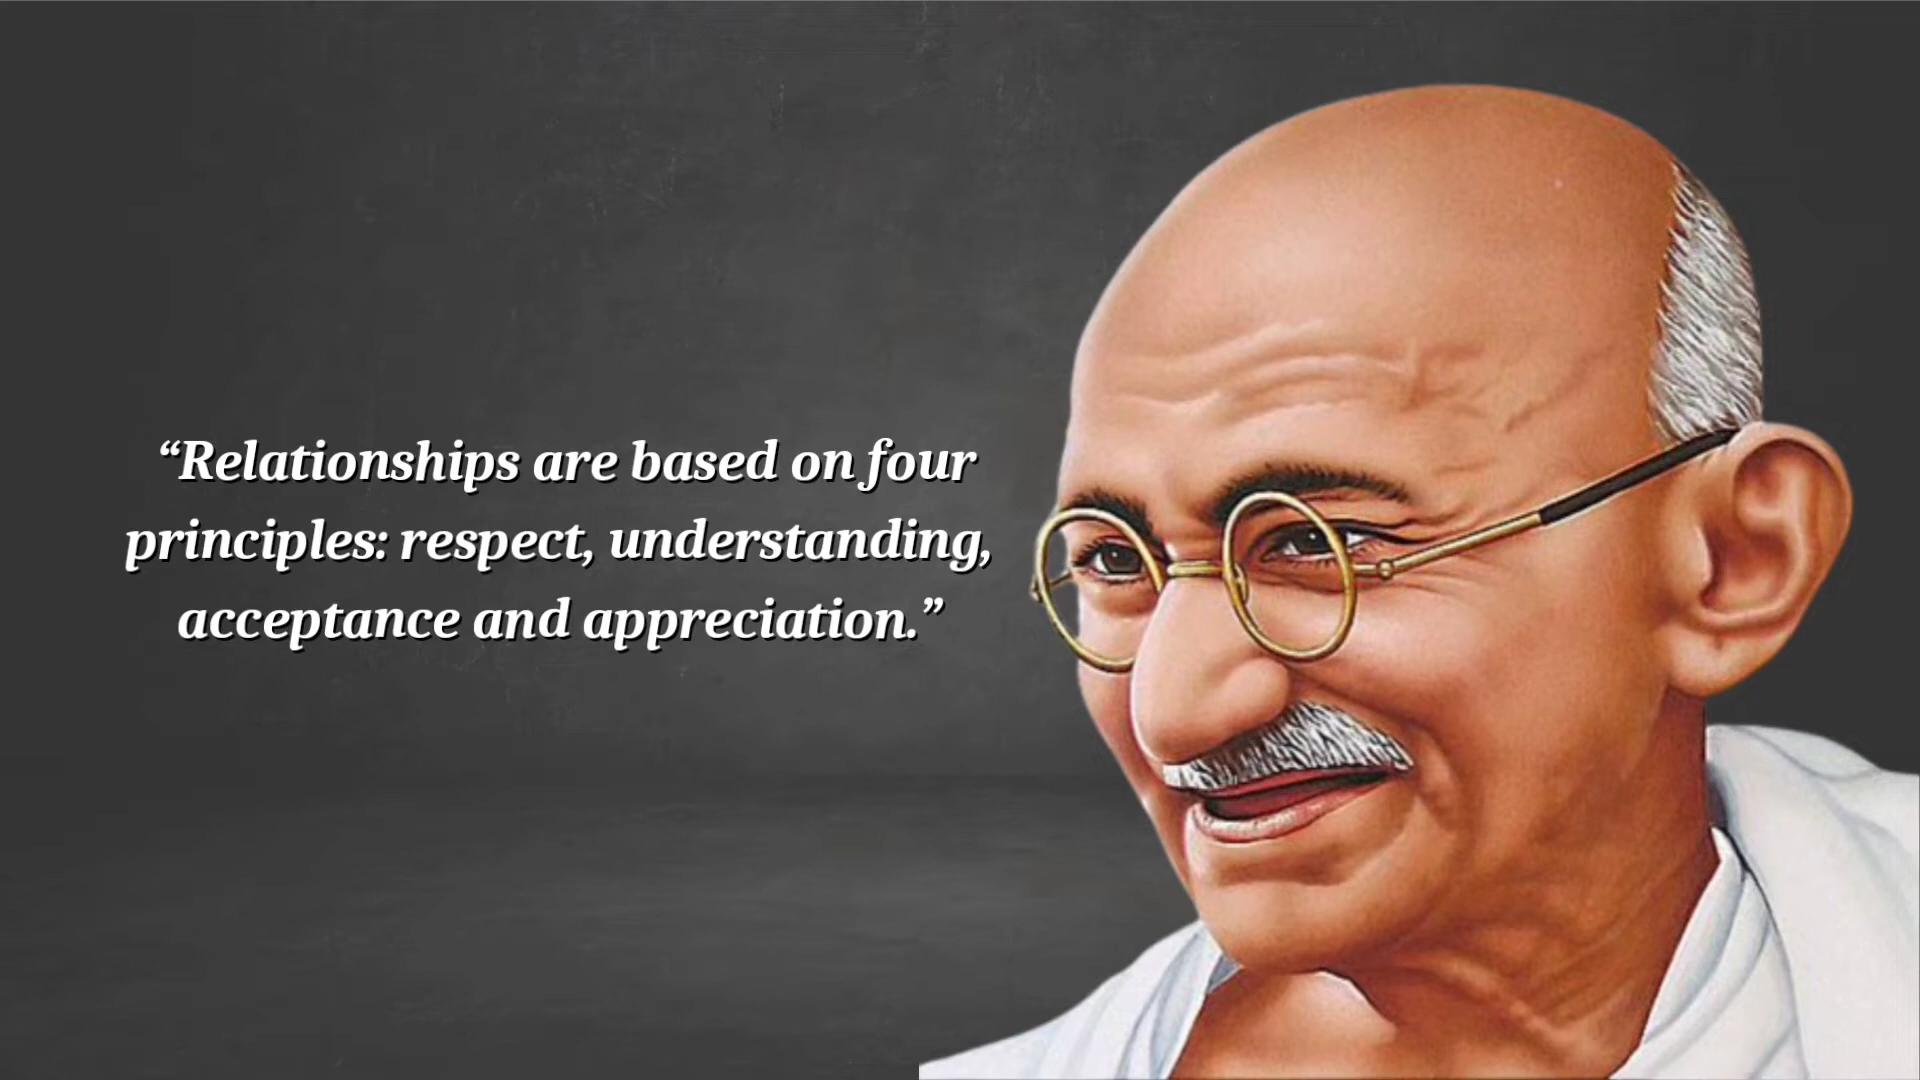 “Relationships are based on four
principles: respect, understanding,
acceptance and appreciation.”